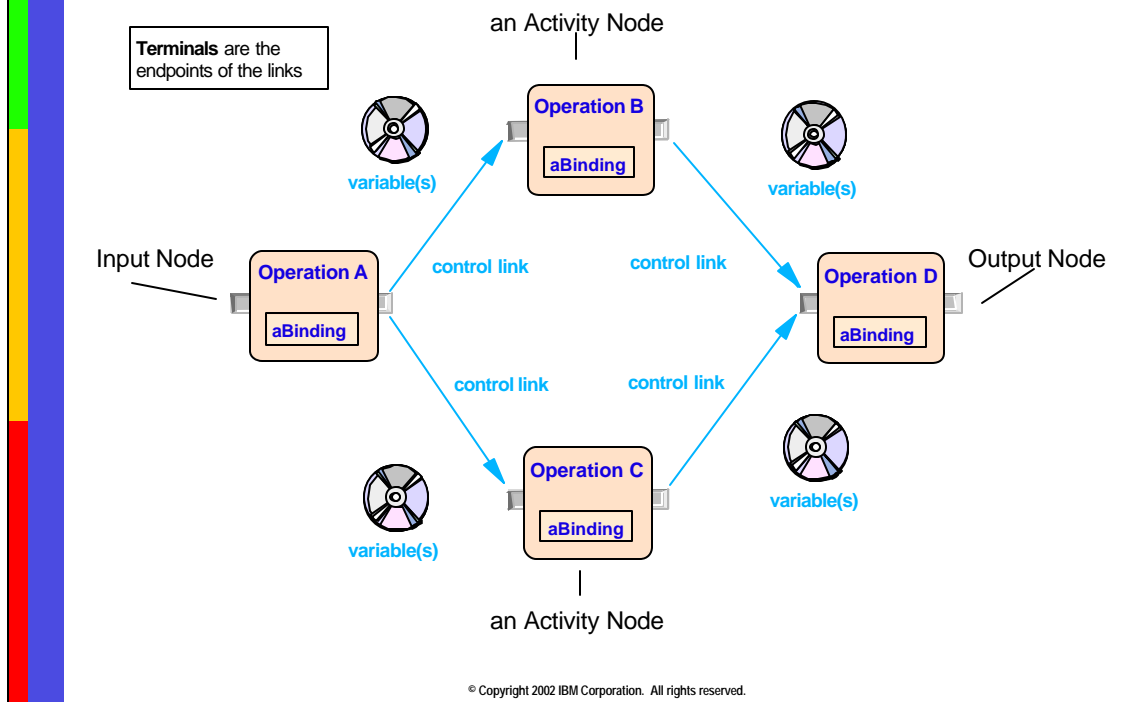 an Activity Node
Terminals are the
endpoints of the links
Operation B
aBinding
variable(s)
variable(s)
Input Node
Operation A
aBinding
control link
control link
Operation D
aBinding
Output Node
control link
control link
Operation C
aBinding
variable(s)
variable(s)
an Activity Node
© Copyright 2002 IBM Corporation. All rights reserved.